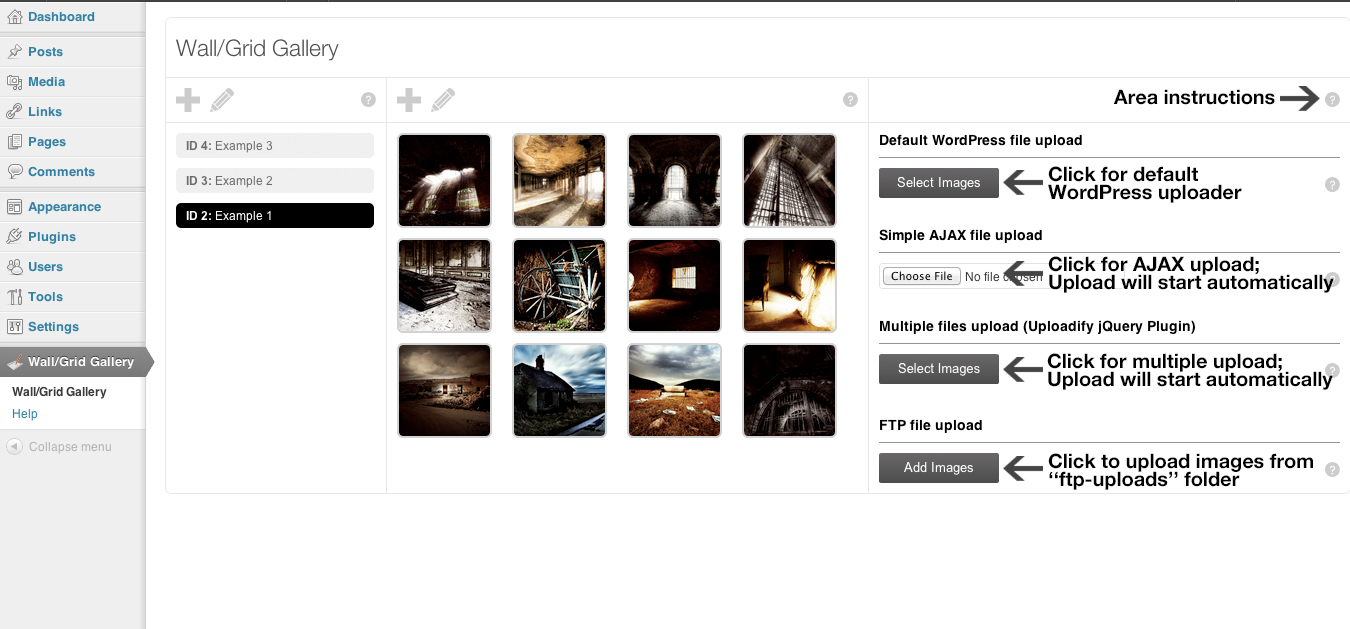 Dashboard
Posts
Media
Links
Pages
Comments
Appearance
Plugins
Users
Tools
Settings
Wall/Grid Gallery
Wall/Grid Gallery
Help
Collapse menu
Wall/Grid Gallery
?
ID 4: Example 3
ID 3: Example 2
ID 2: Example 1
?
Area instructions ?
Default WordPress file upload
Select Images
Click for default
WordPress uploader
?
Simple AJAX file upload
Choose File No file chosen
Click for AJAX upload;
Upload will start automatically
?
Multiple files upload (Uploadify jQuery Plugin)
Select Images
Click for multiple upload;
Upload will start automatically
?
FTP file upload
Add Images
Click to upload images from
“ftp-uploads” folder
?